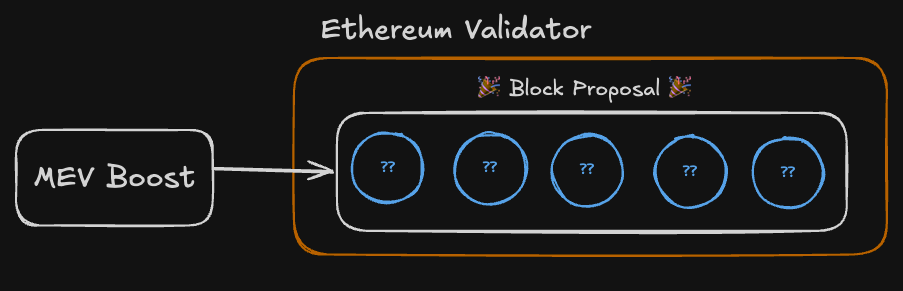 Ethereum Validator
🎉 Block Proposal 🎉
MEV Boost
?? ?? ?? ?? ??